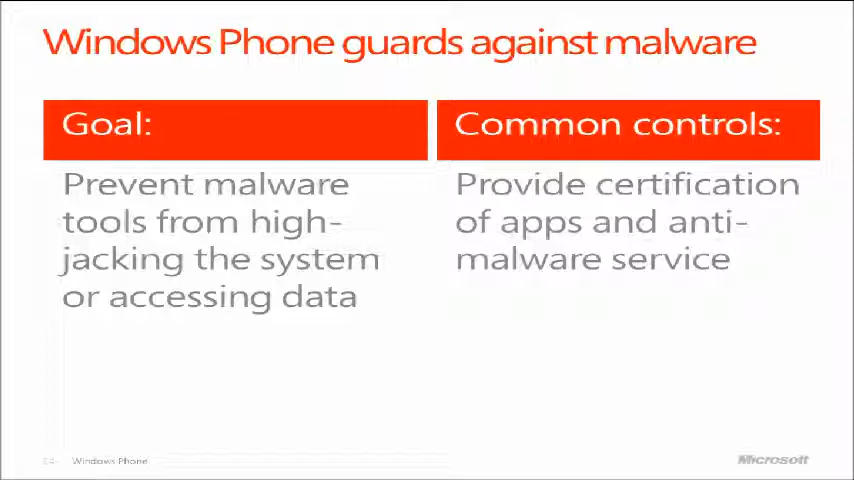 Windows Phone guards against malware
Goal:
Prevent malware
tools from high-
jacking the system
or accessing data
Common controls:
Provide certification
of apps and anti-
malware service
Windows Phone
Microsoft